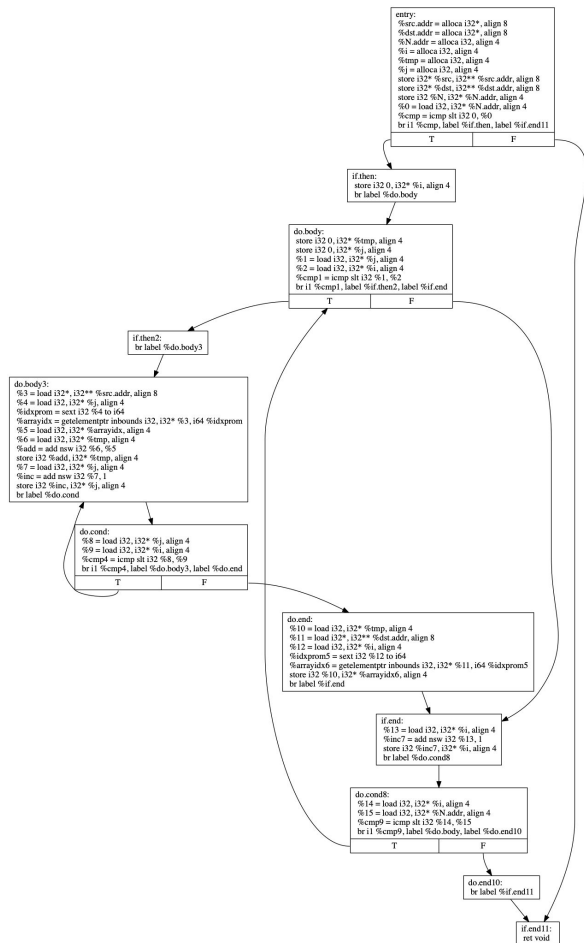 entry:
%src.addr = alloca i32*, align 8
%dst.addr = alloca i32*, align 8
%N.addr = alloca i32, align 4
%i = alloca i32, align 4
%tmp = alloca i32, align 4
%j = alloca i32, align 4
store i32* %src, i32** %src.addr, align 8
store i32* %dst, i32** %dst.addr, align 8
store i32 %N, i32* %N.addr, align 4
%0 = load i32, i32* %N.addr, align 4
%cmp = icmp slt i32 0, %0
br i1 %cmp, label %if.then, label %if.end11
T F
if.then:
store i32 0, i32* %i, align 4
br label %do.body
do.body:
store i32 0, i32* %tmp, align 4
store i32 0, i32* %j, align 4
%1 = load i32, i32* %j, align 4
%2 = load i32, i32* %i, align 4
%cmp1 = icmp slt i32 %1, %2
br i1 %cmp1, label %if.then2, label %if.end
T F
if.then2:
br label %do.body3
do.body3:
%3 = load i32*, i32** %src.addr, align 8
%4 = load i32, i32* %j, align 4
%idxprom = sext i32 %4 to i64
%arrayidx = getelementptr inbounds i32, i32* %3, i64 %idxprom
%5 = load i32, i32* %arrayidx, align 4
%6 = load i32, i32* %tmp, align 4
%add = add nsw i32 %6, %5
store i32 %add, i32* %tmp, align 4
%7 = load i32, i32* %j, align 4
%inc = add nsw i32 %7, 1
store i32 %inc, i32* %j, align 4
br label %do.cond
do.cond:
%8 = load i32, i32* %j, align 4
%9 = load i32, i32* %i, align 4
%cmp4 = icmp slt i32 %8, %9
br i1 %cmp4, label %do.body3, label %do.end
T F
do.end:
%10 = load i32, i32* %tmp, align 4
%11 = load i32*, i32** %dst.addr, align 8
%12 = load i32, i32* %i, align 4
%idxprom5 = sext i32 %12 to i64
%arrayidx6 = getelementptr inbounds i32, i32* %11, i64 %idxprom5
store i32 %10, i32* %arrayidx6, align 4
br label %if.end
if.end:
%13 = load i32, i32* %i, align 4
%inc7 = add nsw i32 %13, 1
store i32 %inc7, i32* %i, align 4
br label %do.cond8
do.cond8:
%14 = load i32, i32* %i, align 4
%15 = load i32, i32* %N.addr, align 4
%cmp9 = icmp slt i32 %14, %15
br i1 %cmp9, label %do.body, label %do.end10
T F
do.end10:
br label %if.end11
if.end11:
ret void